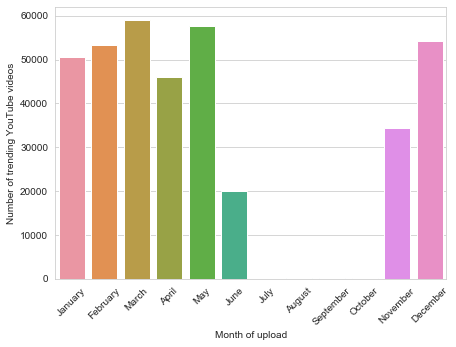 60000
50000
40000
30000
20000
10000
0
Number of trending YouTube videos
January
February
March
April
May
June
July
August
September
October
November
December
Month of upload